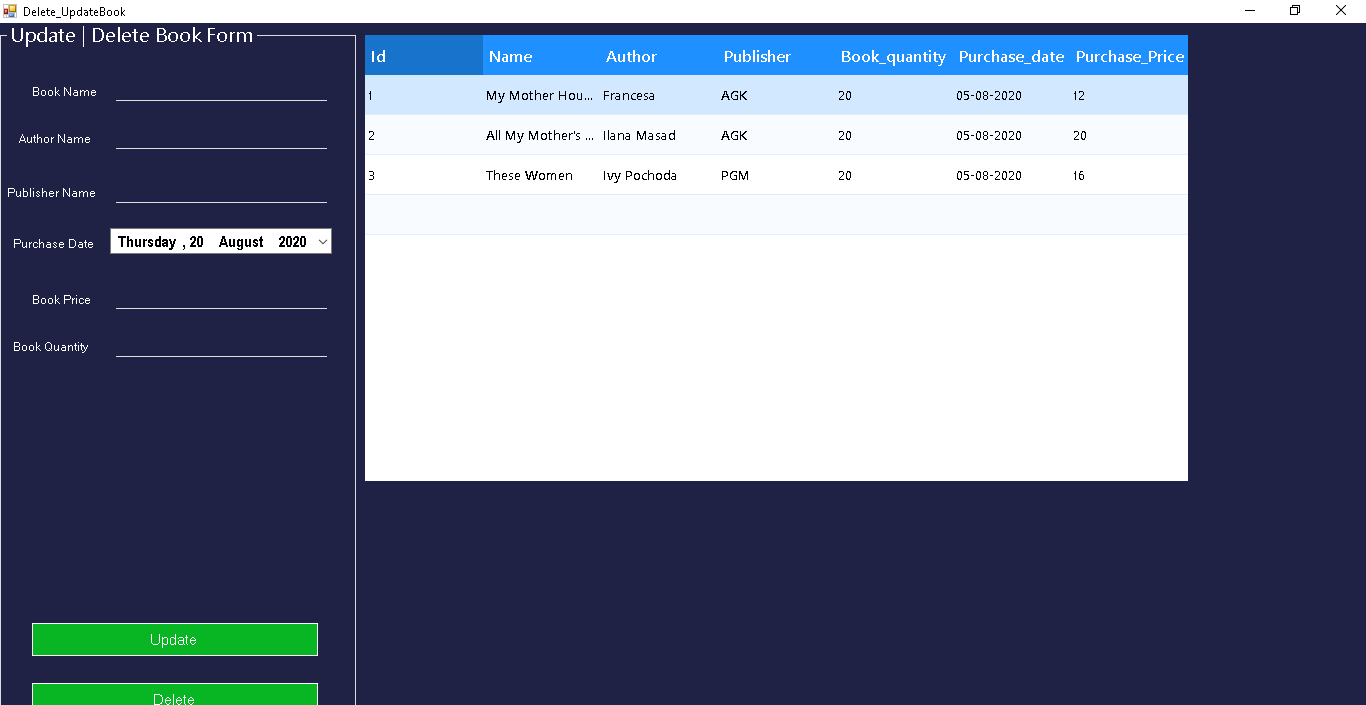 Delete_UpdateBook
Update | Delete Book Form
Book Name
Author Name
Publisher Name
Purchase Date Thursday , 20 August 2020
Book Price
Book Quantity
Update
Delete
Id Name Author Publisher Book_quantity Purchase_date Purchase_Price
1 My Mother Hou... Francesa AGK 20 05-08-2020 12
2 All My Mother's ... Ilana Masad AGK 20 05-08-2020 20
3 These Women Ivy Pochoda PGM 20 05-08-2020 16